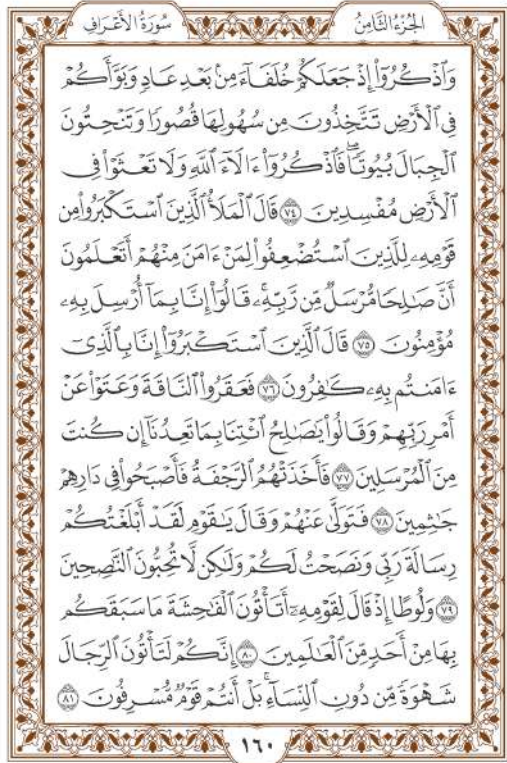 الجُزْءُ الثَّامِنُ
سُورَةُ الأَعْرَافِ
وَٱذْكُرُوٓا۟ إِذْ جَعَلَكُمْ خُلَفَآءَ مِنۢ بَعْدِ عَادٍ وَبَوَّأَكُمْ
فِى ٱلْأَرْضِ تَتَّخِذُونَ مِن سُهُولِهَا قُصُورًا وَتَنْحِتُونَ
ٱلْجِبَالَ بُيُوتًا ۖ فَٱذْكُرُوٓا۟ ءَالَآءَ ٱللَّهِ وَلَا تَعْثَوْا۟ فِى
ٱلْأَرْضِ مُفْسِدِينَ ٧٤ قَالَ ٱلْمَلَأُ ٱلَّذِينَ ٱسْتَكْبَرُوا۟ مِن
قَوْمِهِۦ لِلَّذِينَ ٱسْتُضْعِفُوا۟ لِمَنْ ءَامَنَ مِنْهُمْ أَتَعْلَمُونَ
أَنَّ صَـٰلِحًا مُّرْسَلٌ مِّن رَّبِّهِۦ ۚ قَالُوٓا۟ إِنَّا بِمَآ أُرْسِلَ بِهِۦ
مُؤْمِنُونَ ٧٥ قَالَ ٱلَّذِينَ ٱسْتَكْبَرُوٓا۟ إِنَّا بِٱلَّذِىٓ
ءَامَنتُم بِهِۦ كَـٰفِرُونَ ٧٦ فَعَقَرُوا۟ ٱلنَّاقَةَ وَعَتَوْا۟ عَنْ
أَمْرِ رَبِّهِمْ وَقَالُوا۟ يَـٰصَـٰلِحُ ٱئْتِنَا بِمَا تَعِدُنَآ إِن كُنتَ
مِنَ ٱلْمُرْسَلِينَ ٧٧ فَأَخَذَتْهُمُ ٱلرَّجْفَةُ فَأَصْبَحُوا۟ فِى دَارِهِمْ
جَـٰثِمِينَ ٧٨ فَتَوَلَّىٰ عَنْهُمْ وَقَالَ يَـٰقَوْمِ لَقَدْ أَبْلَغْتُكُمْ
رِسَالَةَ رَبِّى وَنَصَحْتُ لَكُمْ وَلَـٰكِن لَّا تُحِبُّونَ ٱلنَّـٰصِحِينَ
٧٩ وَلُوطًا إِذْ قَالَ لِقَوْمِهِۦٓ أَتَأْتُونَ ٱلْفَـٰحِشَةَ مَا سَبَقَكُم
بِهَا مِنْ أَحَدٍ مِّنَ ٱلْعَـٰلَمِينَ ٨٠ إِنَّكُمْ لَتَأْتُونَ ٱلرِّجَالَ
شَهْوَةً مِّن دُونِ ٱلنِّسَآءِ ۚ بَلْ أَنتُمْ قَوْمٌ مُّسْرِفُونَ ٨١
١٦٠